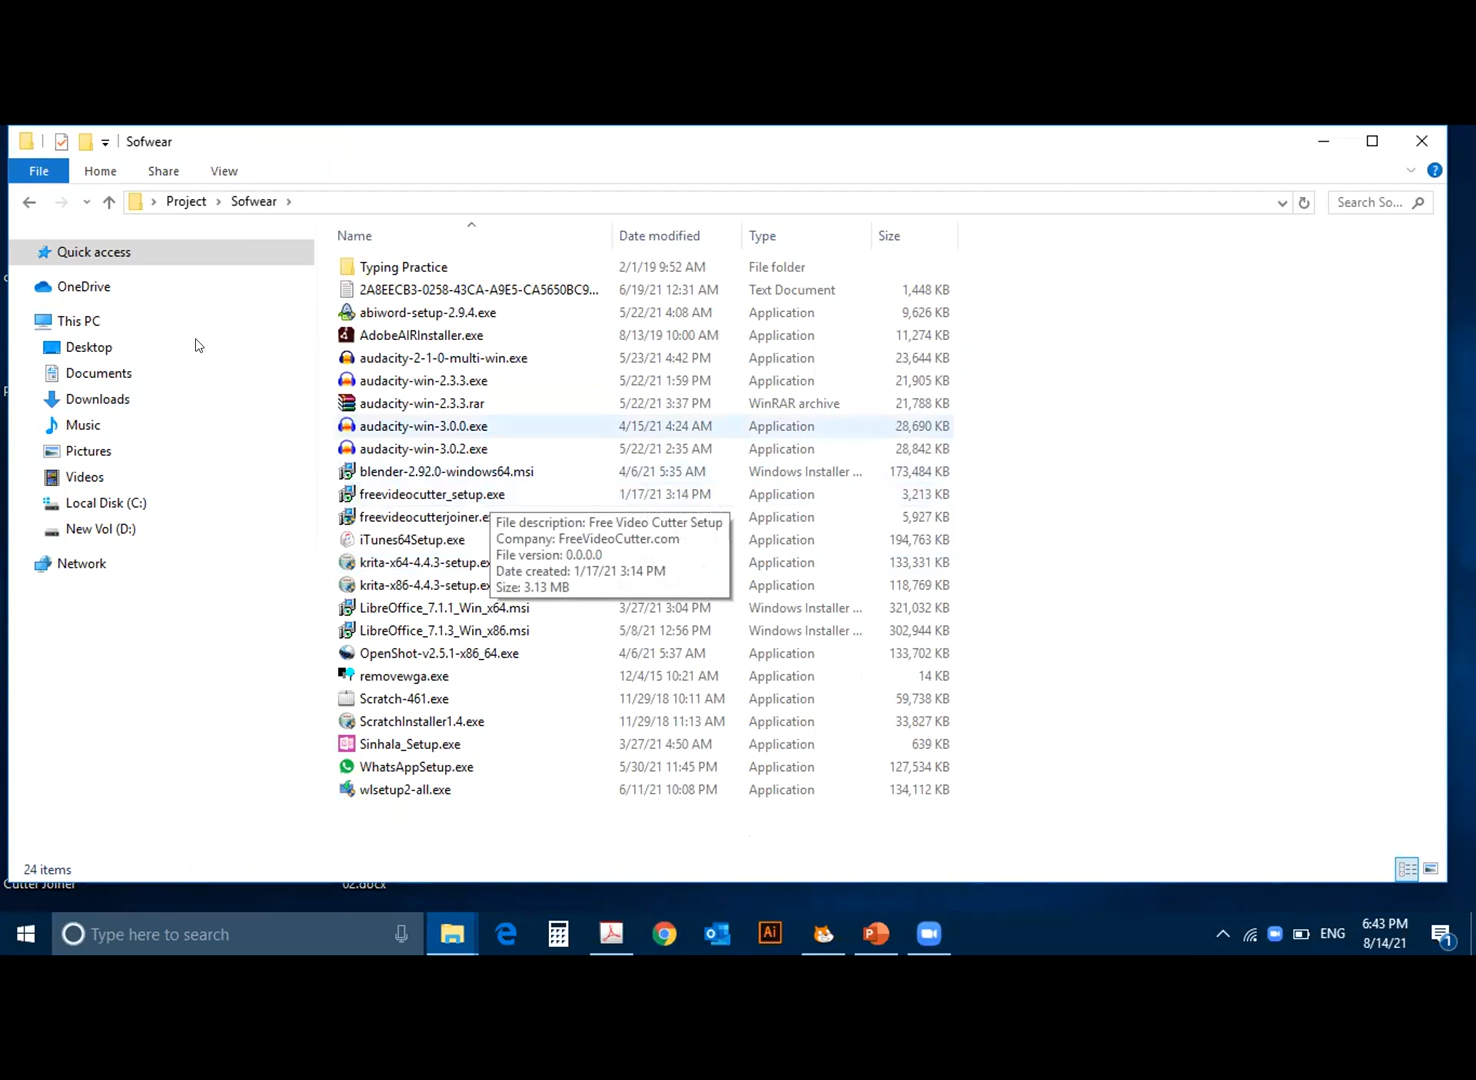 Sofwear
File Home Share View
Project Sofwear Search So...
Name Date modified Type Size
Quick access
OneDrive
This PC
Desktop
Documents
Downloads
Music
Pictures
Videos
Local Disk (C:)
New Vol (D:)
Network
Typing Practice 2/1/19 9:52 AM File folder
2A8EECB3-0258-43CA-A9E5-CA5650BC9... 6/19/21 12:31 AM Text Document 1,448 KB
abiword-setup-2.9.4.exe 5/22/21 4:08 AM Application 9,626 KB
AdobeAIRInstaller.exe 8/13/19 10:00 AM Application 11,274 KB
audacity-2-1-0-multi-win.exe 5/23/21 4:42 PM Application 23,644 KB
audacity-win-2.3.3.exe 5/22/21 1:59 PM Application 21,905 KB
audacity-win-2.3.3.rar 5/22/21 3:37 PM WinRAR archive 21,788 KB
audacity-win-3.0.0.exe 4/15/21 4:24 AM Application 28,690 KB
audacity-win-3.0.2.exe 5/22/21 2:35 AM Application 28,842 KB
blender-2.92.0-windows64.msi 4/6/21 5:35 AM Windows Installer ... 173,484 KB
freevideocutter_setup.exe 1/17/21 3:14 PM Application 3,213 KB
freevideocutterjoiner.e Application 5,927 KB
iTunes64Setup.exe Application 194,763 KB
krita-x64-4.4.3-setup.e Application 133,331 KB
krita-x86-4.4.3-setup.e Application 118,769 KB
File description: Free Video Cutter Setup
Company: FreeVideoCutter.com
File version: 0.0.0.0
Date created: 1/17/21 3:14 PM
Size: 3.13 MB
LibreOffice_7.1.1_Win_x64.msi 3/27/21 3:04 PM Windows Installer ... 321,032 KB
LibreOffice_7.1.3_Win_x86.msi 5/8/21 12:56 PM Windows Installer ... 302,944 KB
OpenShot-v2.5.1-x86_64.exe 4/6/21 5:37 AM Application 133,702 KB
removewga.exe 12/4/15 10:21 AM Application 14 KB
Scratch-461.exe 11/29/18 10:11 AM Application 59,738 KB
ScratchInstaller1.4.exe 11/29/18 11:13 AM Application 33,827 KB
Sinhala_Setup.exe 3/27/21 4:50 AM Application 639 KB
WhatsAppSetup.exe 5/30/21 11:45 PM Application 127,534 KB
wlsetup2-all.exe 6/11/21 10:08 PM Application 134,112 KB
24 items
Cutter Joiner 02.docx
Type here to search Ai ENG 6:43 PM
8/14/21 1